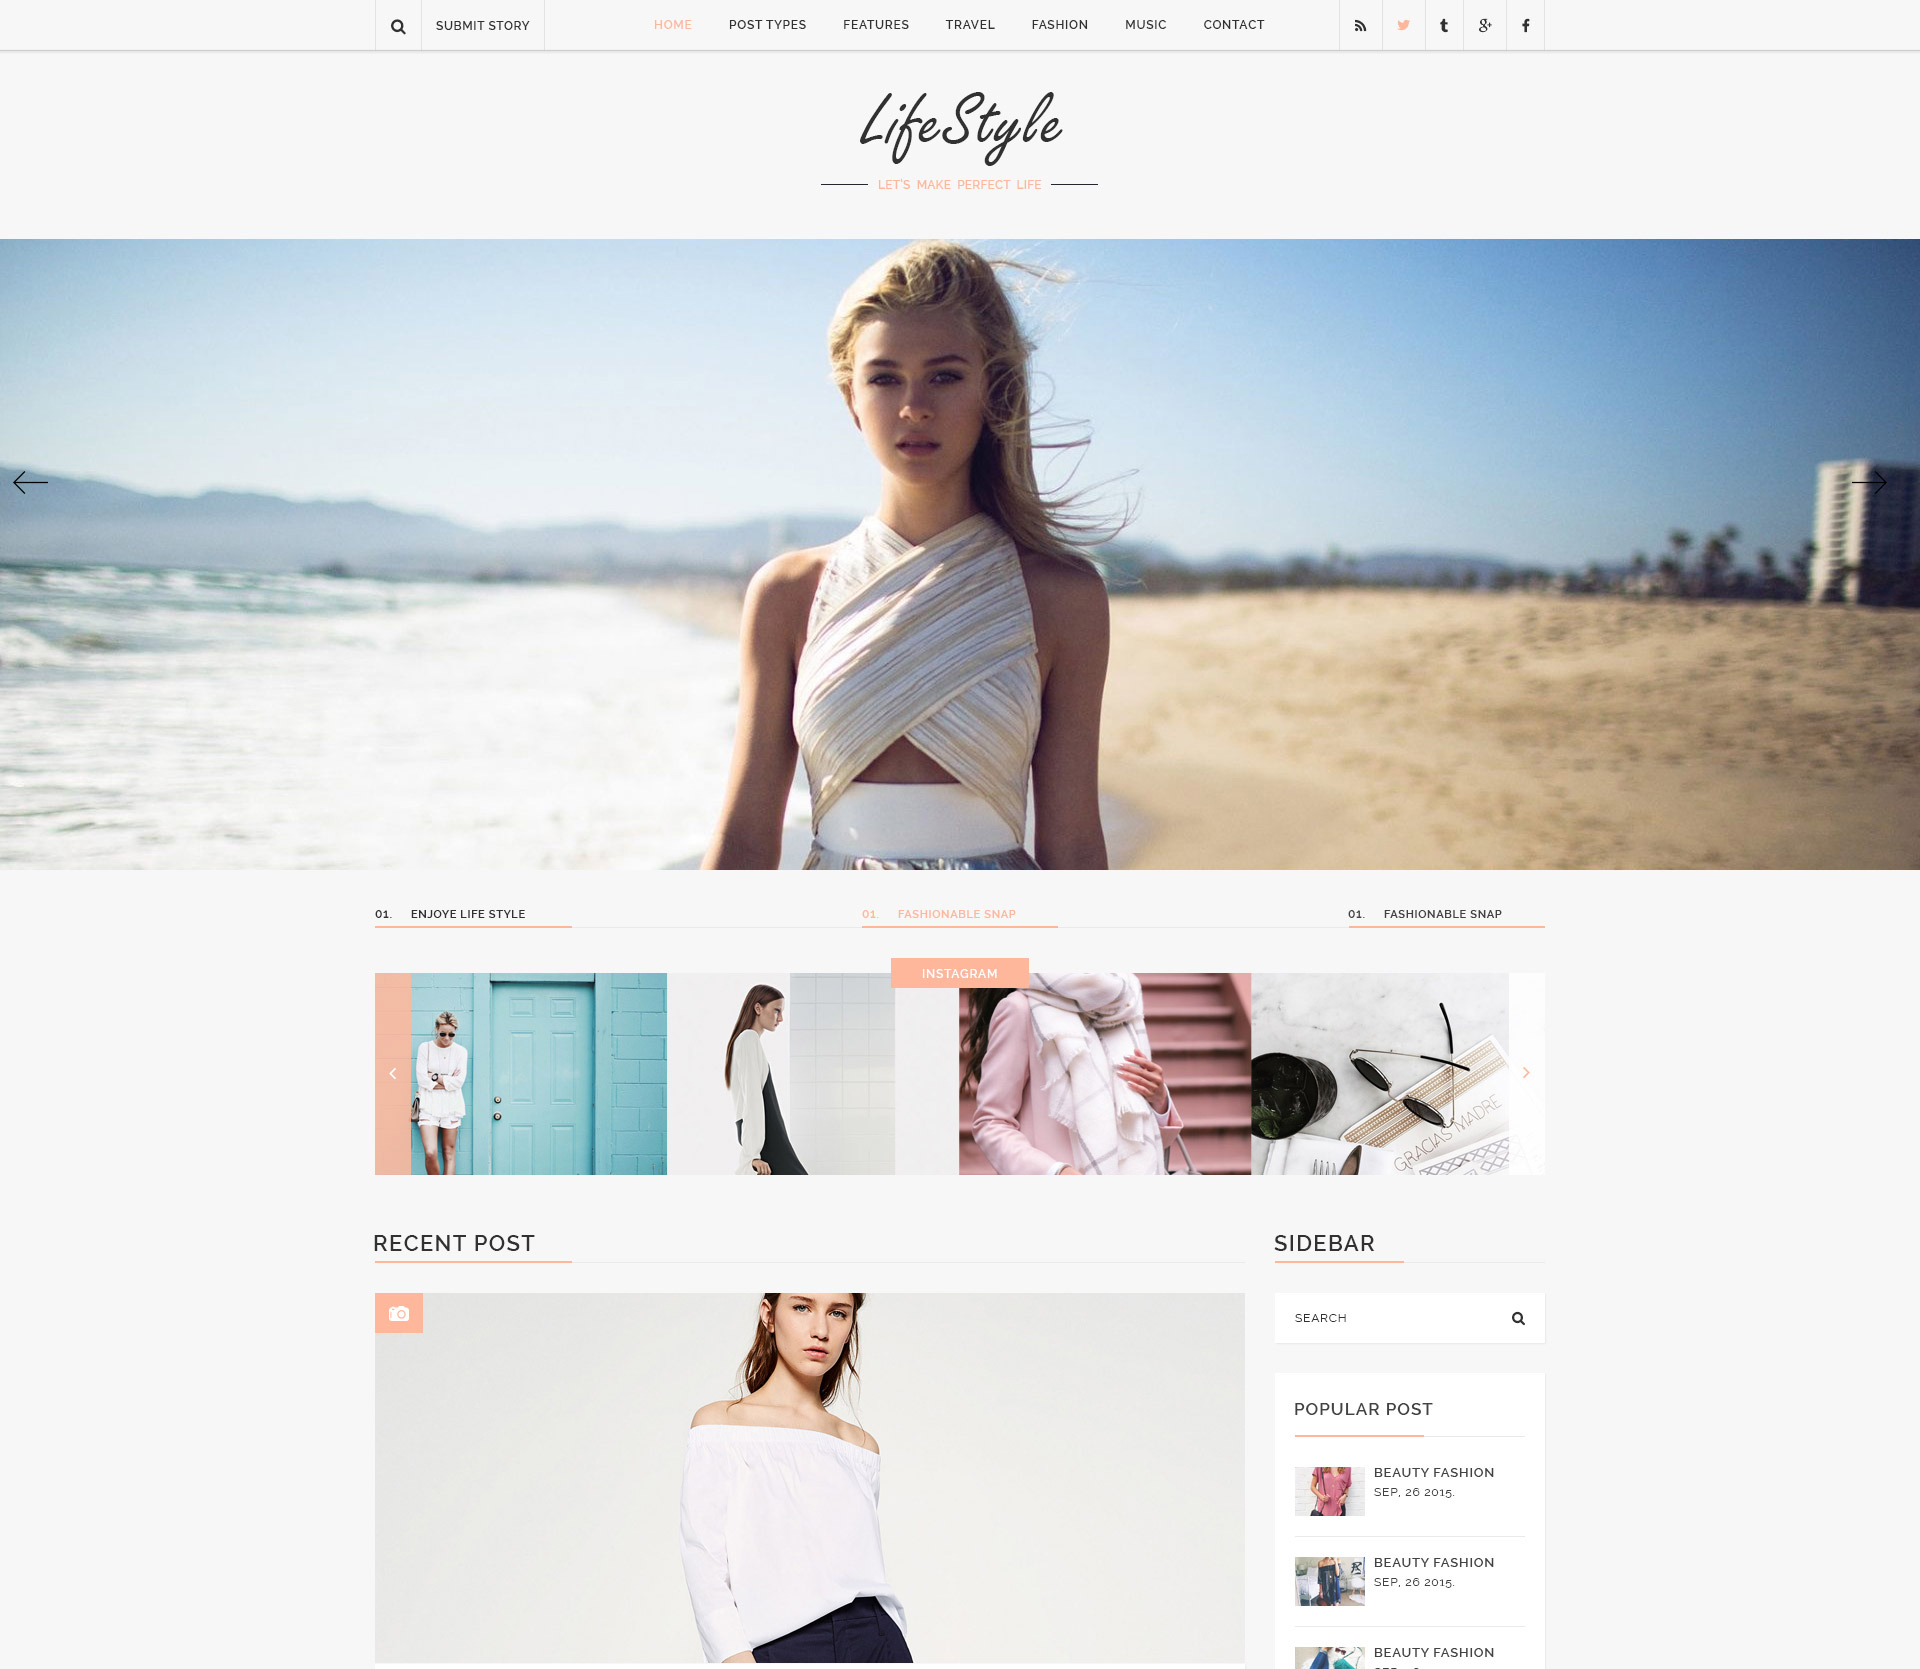 SUBMIT STORY
HOME POST TYPES FEATURES TRAVEL FASHION MUSIC CONTACT
LifeStyle
LET'S MAKE PERFECT LIFE
01. ENJOYE LIFE STYLE
01. FASHIONABLE SNAP
01. FASHIONABLE SNAP
INSTAGRAM
GRACIAS MADRE
RECENT POST
SIDEBAR
SEARCH
POPULAR POST
BEAUTY FASHION
SEP, 26 2015.
BEAUTY FASHION
SEP, 26 2015.
BEAUTY FASHION